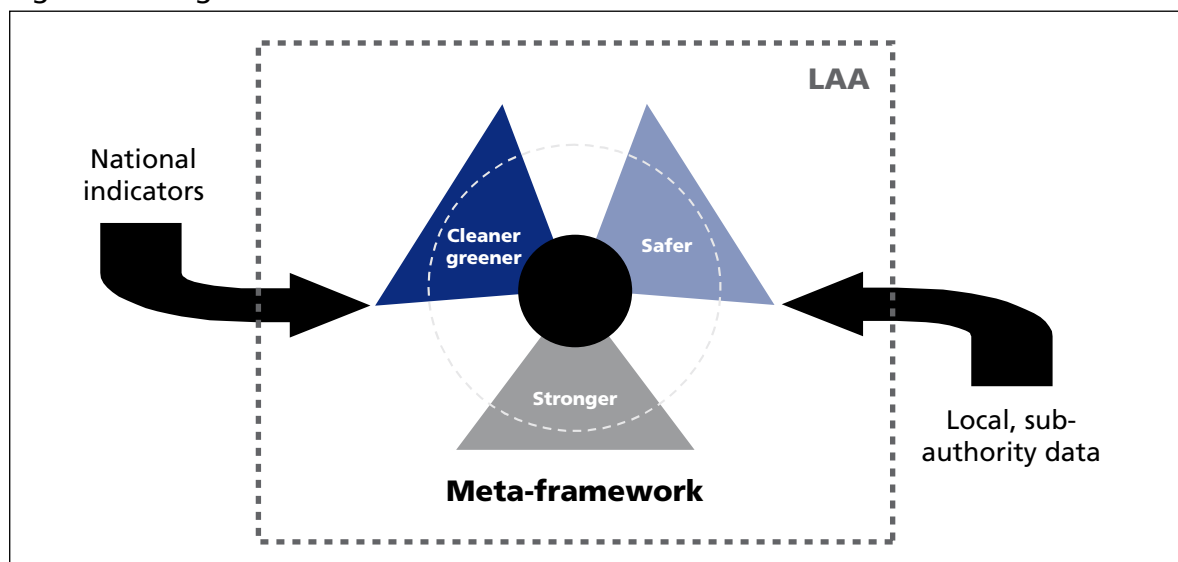 LAA
National
indicators
Cleaner
greener
Safer
Stronger
Local, sub-
authority data
Meta-framework